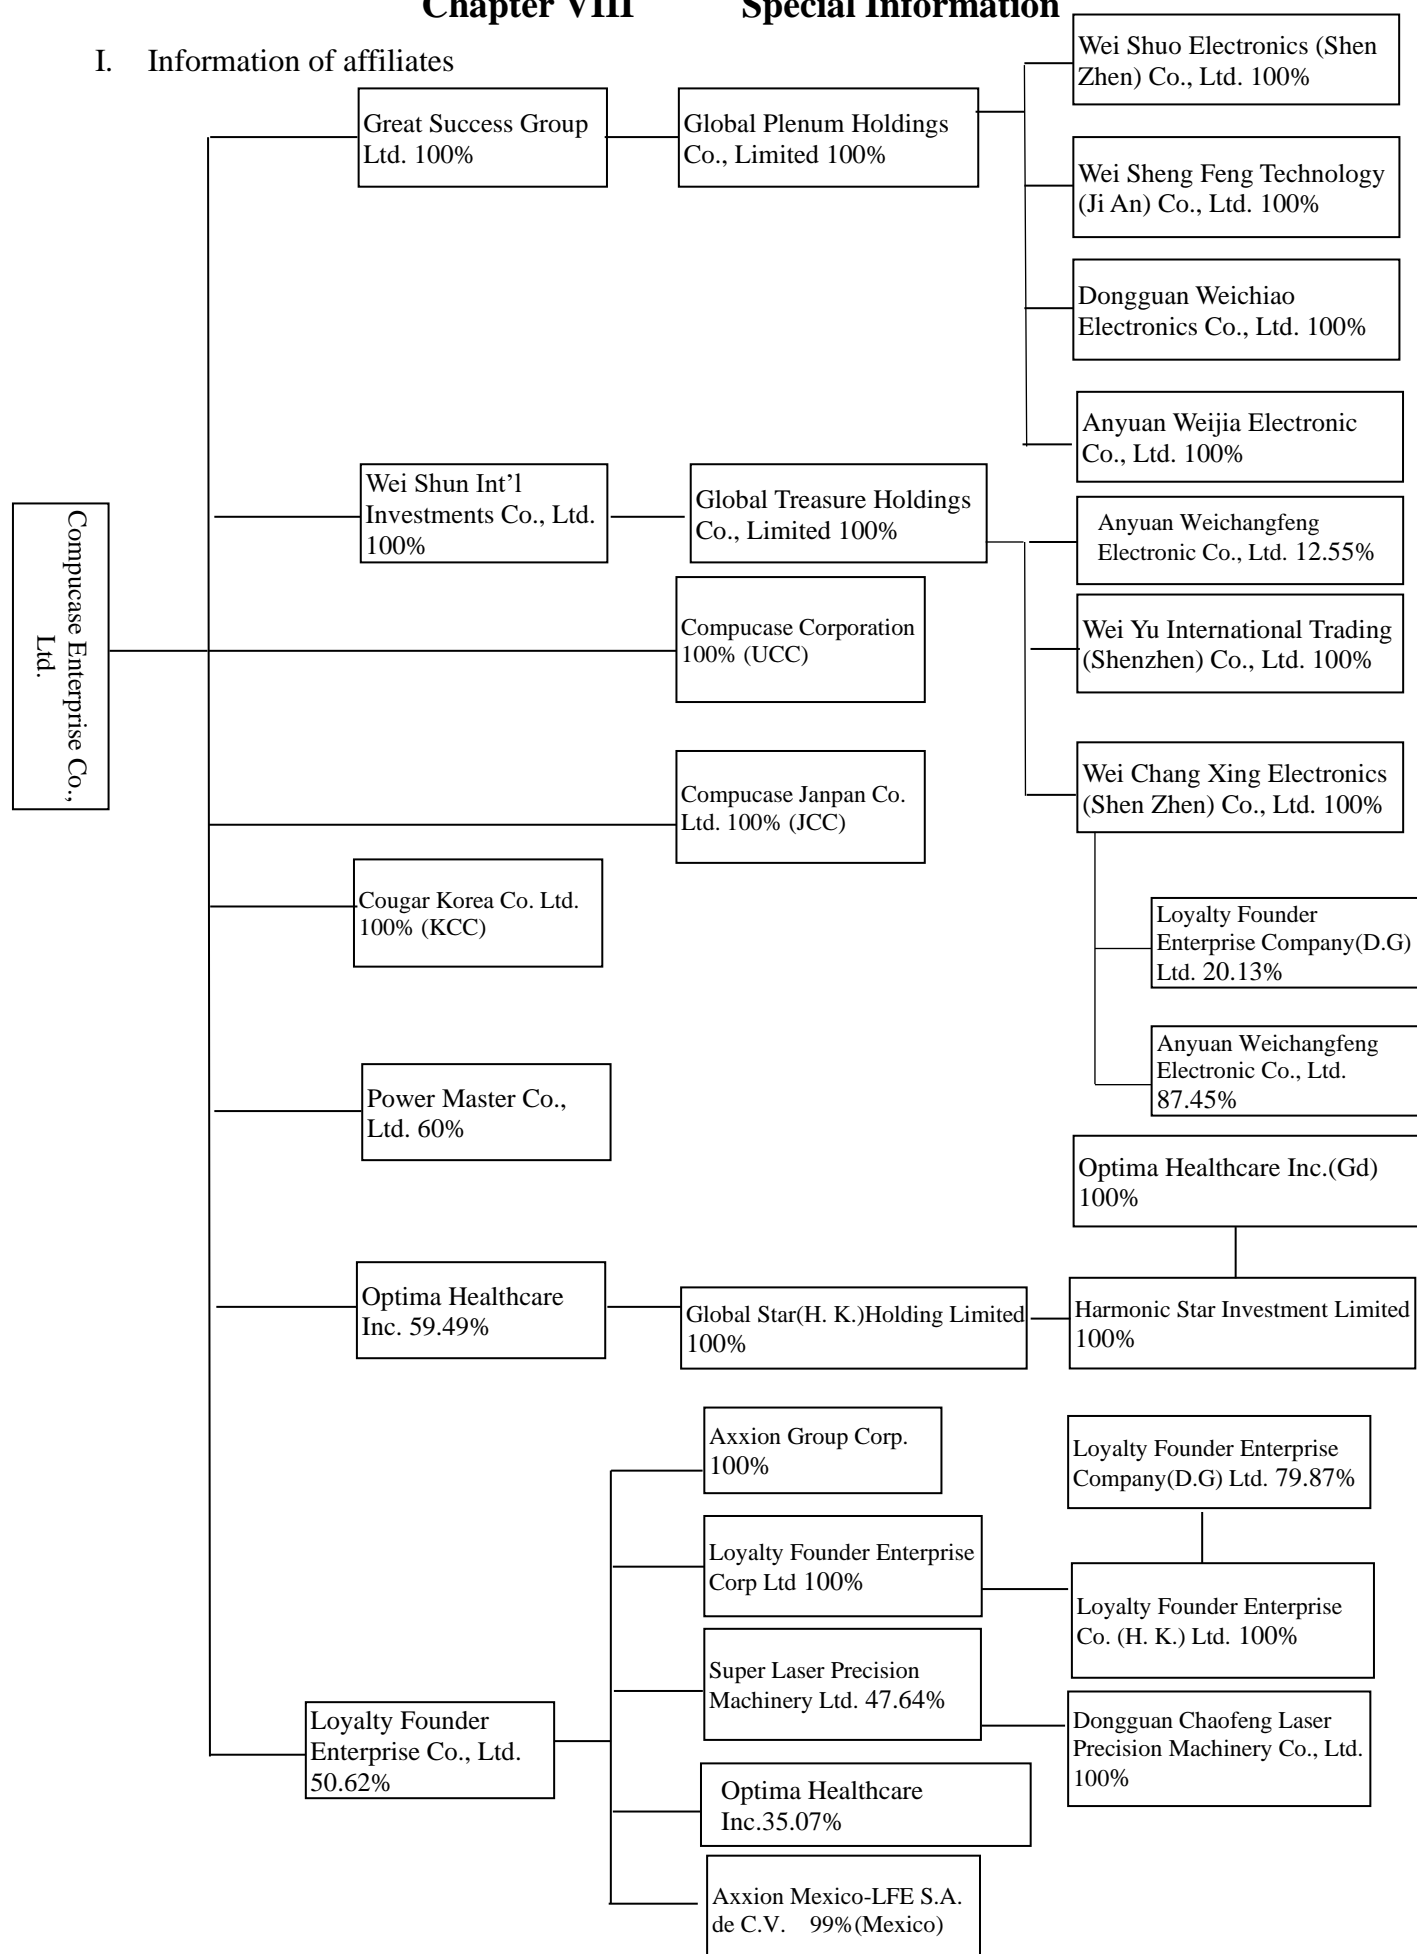 Chapter VIII Special Information
I. Information of affiliates
Compucase Enterprise Co.,
Ltd.
Great Success Group
Ltd. 100%
Global Plenum Holdings
Co., Limited 100%
Wei Shuo Electronics (Shen
Zhen) Co., Ltd. 100%
Wei Sheng Feng Technology
(Ji An) Co., Ltd. 100%
Dongguan Weichiao
Electronics Co., Ltd. 100%
Anyuan Weijia Electronic
Co., Ltd. 100%
Wei Shun Int’l
Investments Co., Ltd.
100%
Global Treasure Holdings
Co., Limited 100%
Anyuan Weichangfeng
Electronic Co., Ltd. 12.55%
Wei Yu International Trading
(Shenzhen) Co., Ltd. 100%
Wei Chang Xing Electronics
(Shen Zhen) Co., Ltd. 100%
Loyalty Founder
Enterprise Company(D.G)
Ltd. 20.13%
Anyuan Weichangfeng
Electronic Co., Ltd.
87.45%
Compucase Corporation
100% (UCC)
Compucase Janpan Co.
Ltd. 100% (JCC)
Cougar Korea Co. Ltd.
100% (KCC)
Power Master Co.,
Ltd. 60%
Optima Healthcare
Inc. 59.49%
Global Star(H. K.)Holding Limited
100%
Harmonic Star Investment Limited
100%
Optima Healthcare Inc.(Gd)
100%
Loyalty Founder
Enterprise Co., Ltd.
50.62%
Axxion Group Corp.
100%
Loyalty Founder Enterprise
Corp Ltd 100%
Loyalty Founder Enterprise
Co. (H. K.) Ltd. 100%
Loyalty Founder Enterprise
Company(D.G) Ltd. 79.87%
Super Laser Precision
Machinery Ltd. 47.64%
Dongguan Chaofeng Laser
Precision Machinery Co., Ltd.
100%
Optima Healthcare
Inc.35.07%
Axxion Mexico-LFE S.A.
de C.V. 99%(Mexico)